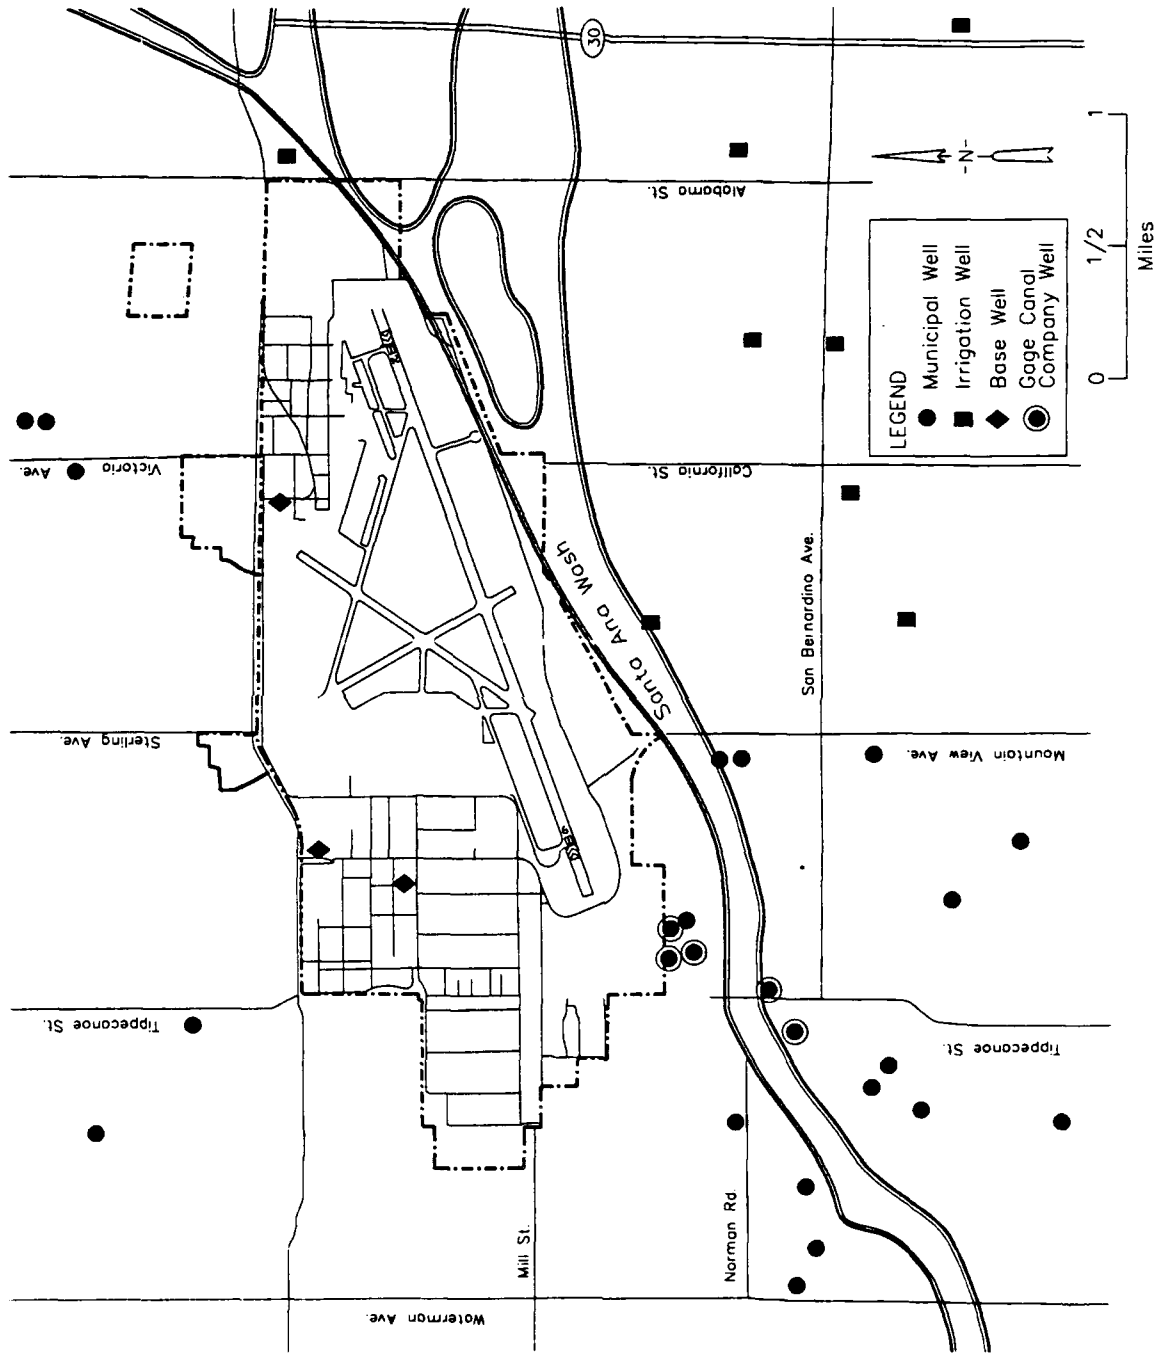 30
Alabama St.
Victoria Ave.
California St.
Sterling Ave.
Mountain View Ave.
Tippecanoe St.
Tippecanoe St.
Waterman Ave.
Mill St.
Norman Rd.
San Bernardino Ave.
Santa Ana Wash
LEGEND
Municipal Well
Irrigation Well
Base Well
Gage Canal
Company Well
-N-
0 1/2 1
Miles